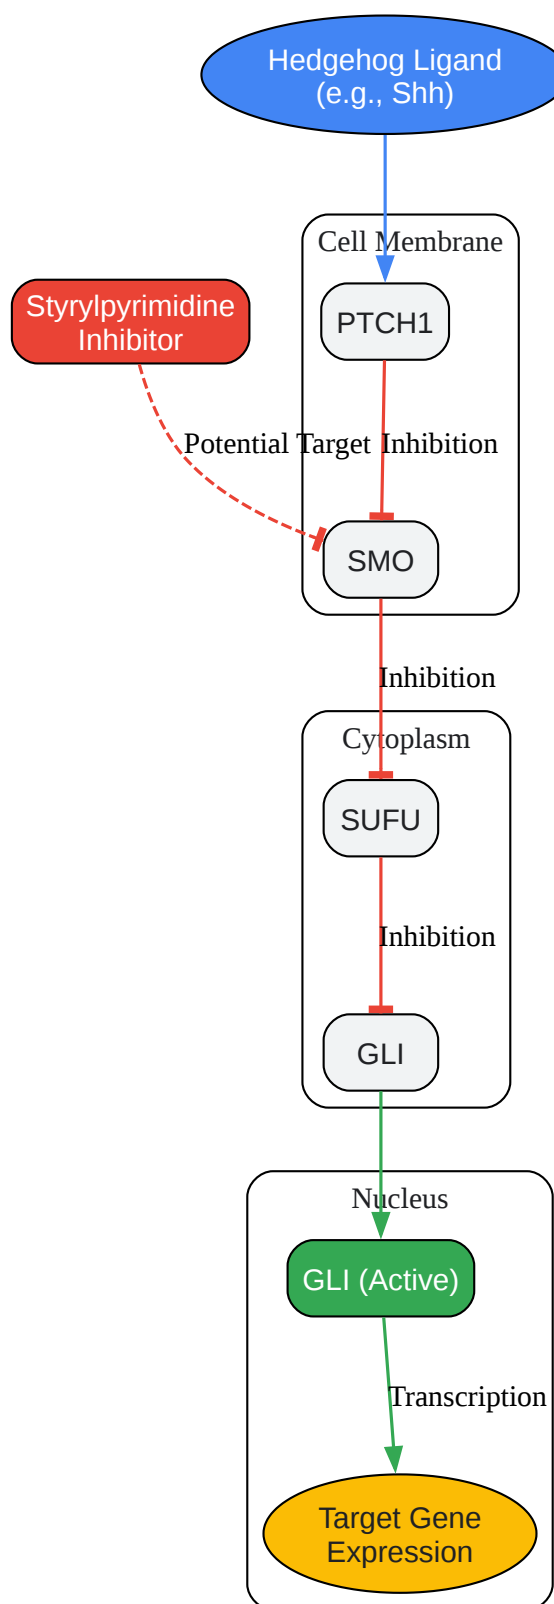 Hedgehog Ligand
(e.g., Shh)
Cell Membrane
Styrylpyrimidine
Inhibitor
PTCH1
Potential Target
Inhibition
SMO
Inhibition
Cytoplasm
SUFU
Inhibition
GLI
Nucleus
GLI (Active)
Transcription
Target Gene
Expression